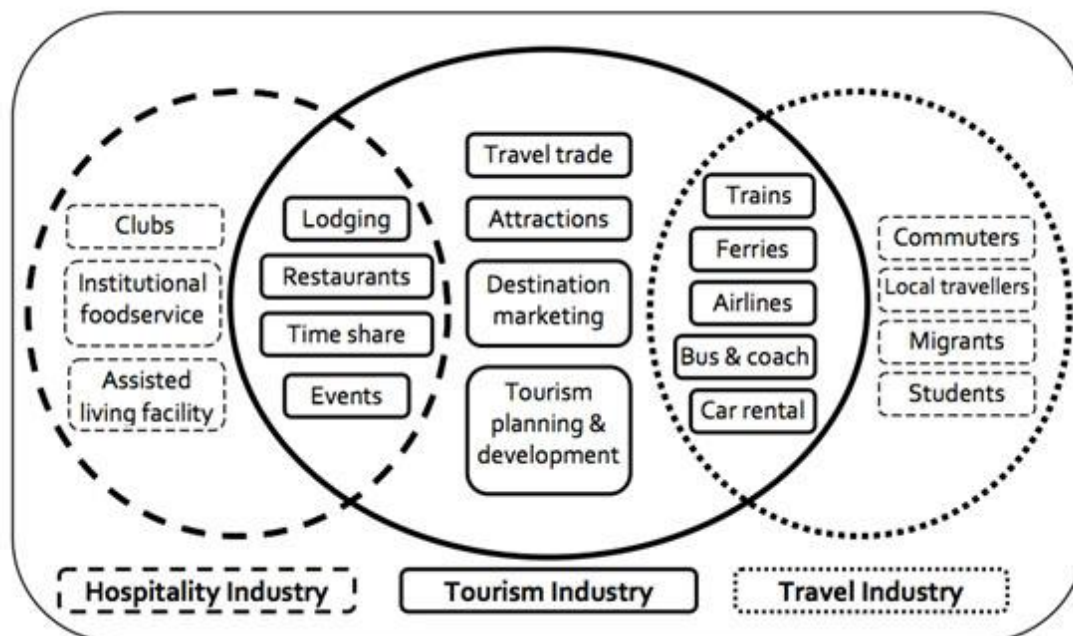 Clubs
Institutional
foodservice
Assisted
living facility
Lodging
Restaurants
Time share
Events
Travel trade
Attractions
Destination
marketing
Tourism
planning &
development
Trains
Ferries
Airlines
Bus & coach
Car rental
Commuters
Local travellers
Migrants
Students
Hospitality Industry
Tourism Industry
Travel Industry